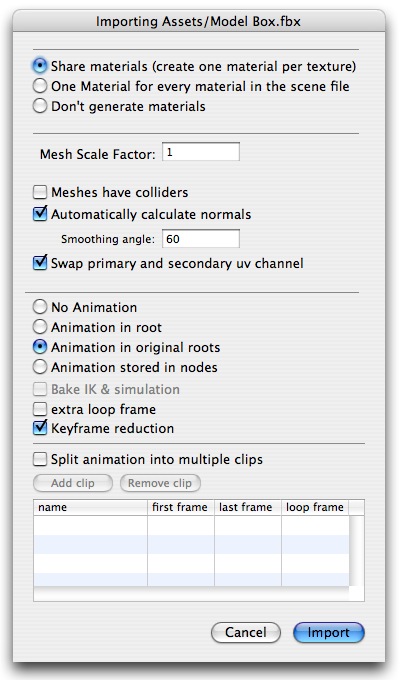 Importing Assets/Model Box.fbx
Share materials (create one material per texture)
One Material for every material in the scene file
Don't generate materials
Mesh Scale Factor: 1
Meshes have colliders
Automatically calculate normals
Smoothing angle: 60
Swap primary and secondary uv channel
No Animation
Animation in root
Animation in original roots
Animation stored in nodes
Bake IK & simulation
extra loop frame
Keyframe reduction
Split animation into multiple clips
Add clip Remove clip
name first frame last frame loop frame
Cancel Import